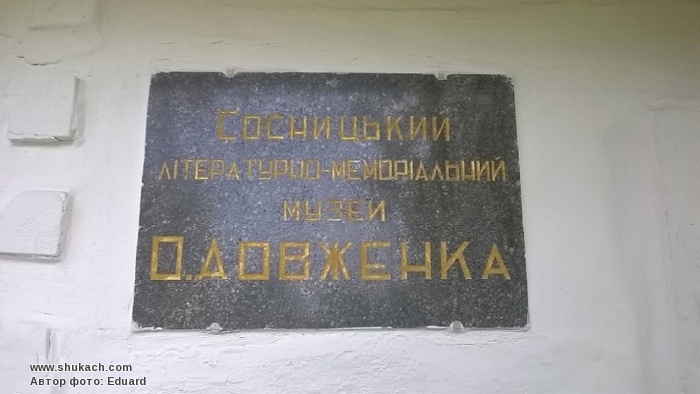 Сосницький
літературно-меморіальний
музей
О.Довженка
www.shukach.com
Автор фото: Eduard